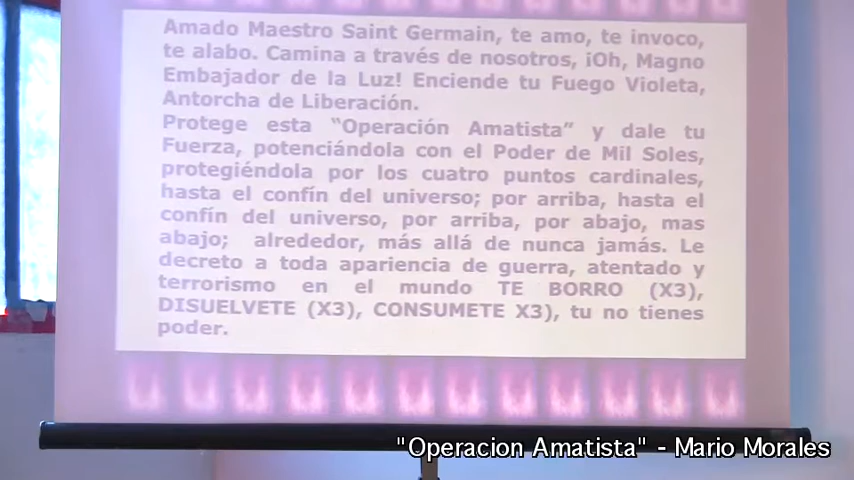 Amado Maestro Saint Germain, te amo, te invoco,
te alabo. Camina a través de nosotros, ¡Oh, Magno
Embajador de la Luz! Enciende tu Fuego Violeta,
Antorcha de Liberación.
Protege esta "Operación Amatista" y dale tu
Fuerza, potenciándola con el Poder de Mil Soles,
protegiéndola por los cuatro puntos cardinales,
hasta el confín del universo; por arriba, hasta el
confín del universo, por arriba, por abajo, mas
abajo; alrededor, más allá de nunca jamás. Le
decreto a toda apariencia de guerra, atentado y
terrorismo en el mundo TE BORRO (X3),
DISUELVETE (X3), CONSUMETE X3), tu no tienes
poder.
"Operacion Amatista" - Mario Morales